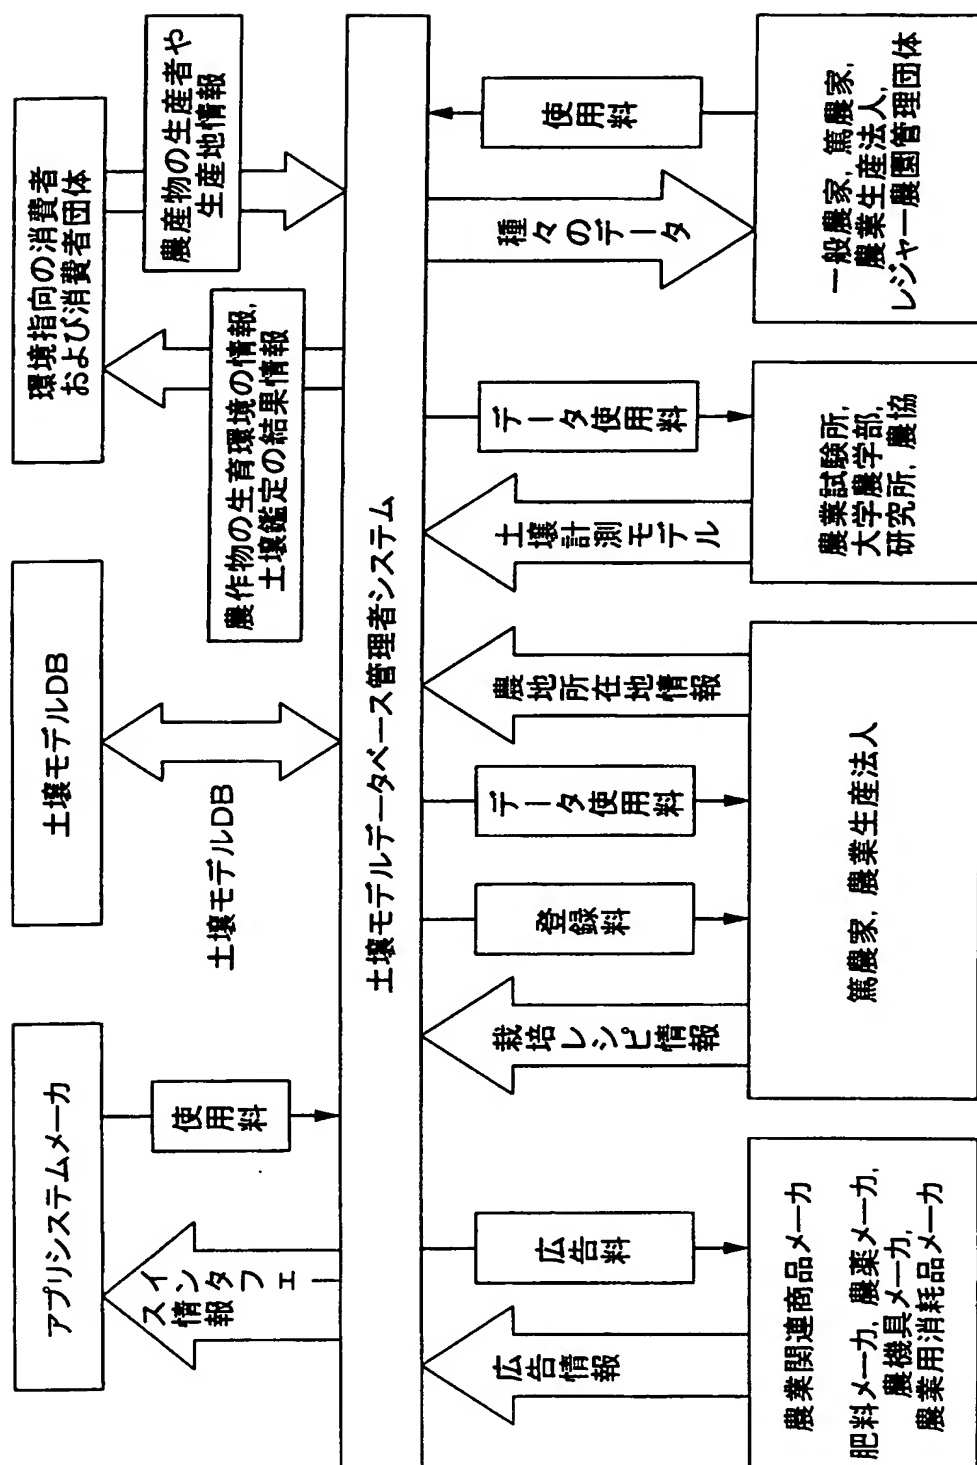 アプリシステムメーカ
土壌モデルDB
環境指向の消費者
および消費者団体
インタフェ
ース情報
使用料
土壌モデルDB
農作物の生育環境の情報,
土壌鑑定の結果情報
農産物の生産者や
生産地情報
土壌モデルデータベース管理者システム
広告情報
広告料
栽培レシピ情報
登録料
データ使用料
農地所在地情報
土壌計測モデル
データ使用料
種々のデータ
使用料
農業関連商品メーカ
肥料メーカ, 農薬メーカ,
農機具メーカ,
農業用消耗品メーカ
篤農家, 農業生産法人
農業試験所,
大学農学部,
研究所, 農協
一般農家, 篤農家,
農業生産法人,
レジャー農園管理団体